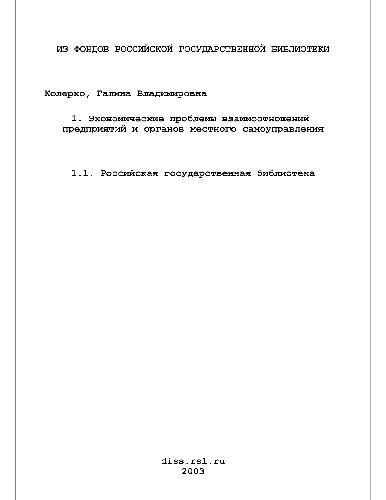 ИЗ ФОНДОВ РОССИЙСКОЙ ГОСУДАРСТВЕННОЙ БИБЛИОТЕКИ
Колерко, Галина Владимировна
1. Экономические проблемы взаимоотношений
предприятий и органов местного самоуправления
1.1. Российская государственная библиотека
diss.rsl.ru
2003